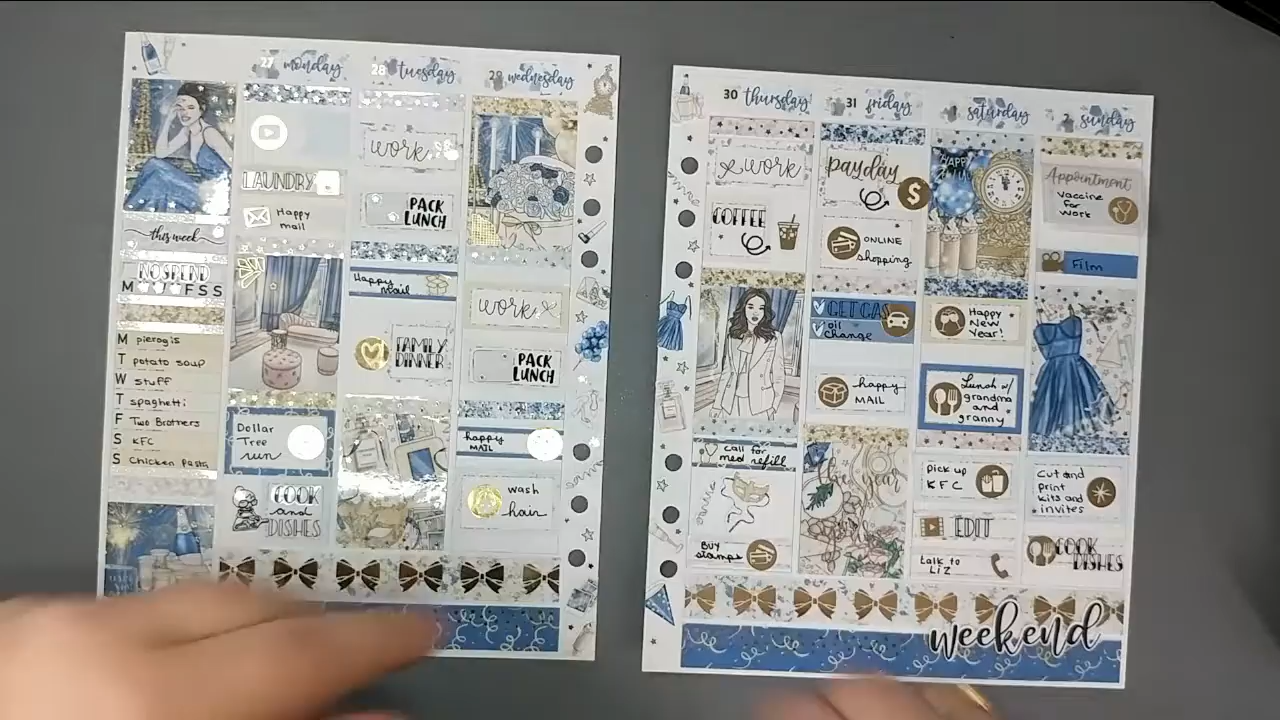 this week
NO SPEND
M pierogis
T potato soup
W stuff
T spaghetti
F Two Brothers
S KFC
S Chicken Pasta
27 monday
LAUNDRY
Happy
mail
Dollar
Tree
run
COOK
and
DISHES
28 tuesday
work
PACK
LUNCH
Happy
mail
FAMILY
DINNER
29 wednesday
work
PACK
LUNCH
happy
MAIL
wash
hair
30 thursday
work
COFFEE
call for
med refill
BUY
stamps
31 friday
payday
$
ONLINE
shopping
GET GAS
oil
change
happy
MAIL
saturday
HAPPY
Happy
New
Year!
Lunch w/
grandma
and
granny
pick up
KFC
EDIT
talk to
LIZ
sunday
Appointment
vaccine
for
work
Film
cut and
print
kits and
invites
COOK
DISHES
weekend